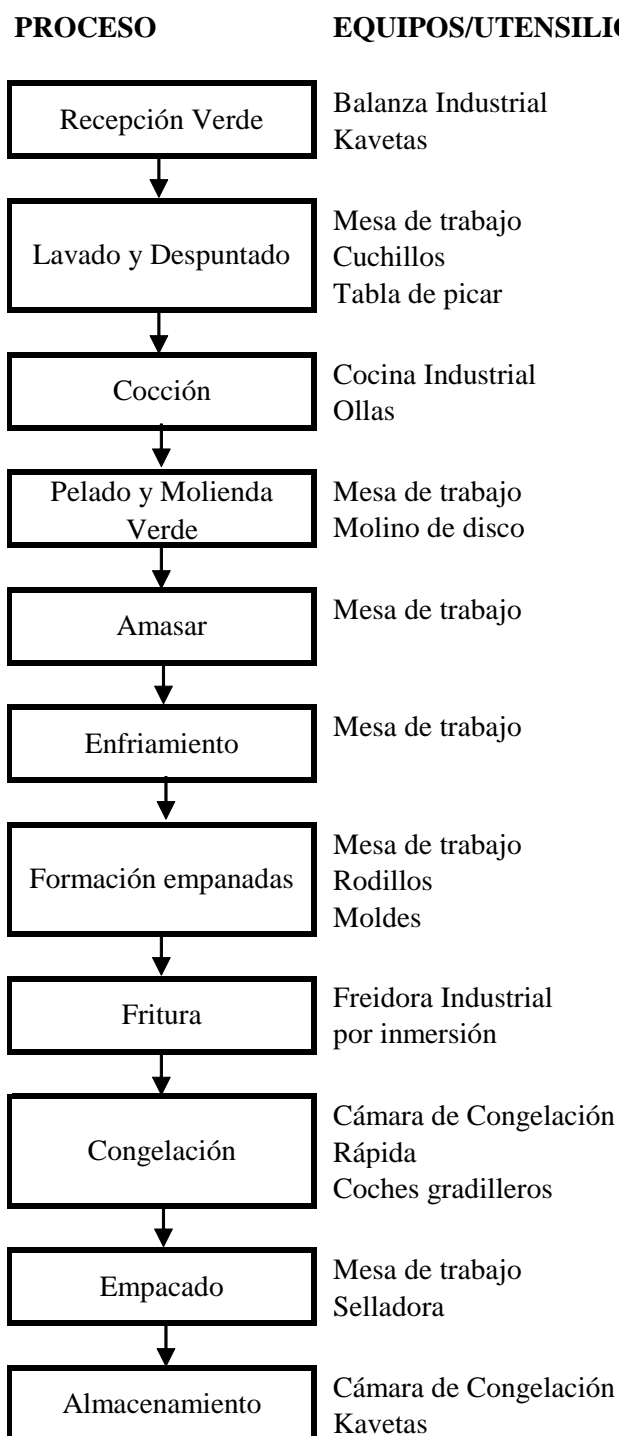 PROCESO EQUIPOS/UTENSILIO
Recepción Verde
Balanza Industrial
Kavetas
Lavado y Despuntado
Mesa de trabajo
Cuchillos
Tabla de picar
Cocción
Cocina Industrial
Ollas
Pelado y Molienda
Verde
Mesa de trabajo
Molino de disco
Amasar
Mesa de trabajo
Enfriamiento
Mesa de trabajo
Formación empanadas
Mesa de trabajo
Rodillos
Moldes
Fritura
Freidora Industrial
por inmersión
Congelación
Cámara de Congelación
Rápida
Coches gradilleros
Empacado
Mesa de trabajo
Selladora
Almacenamiento
Cámara de Congelación
Kavetas